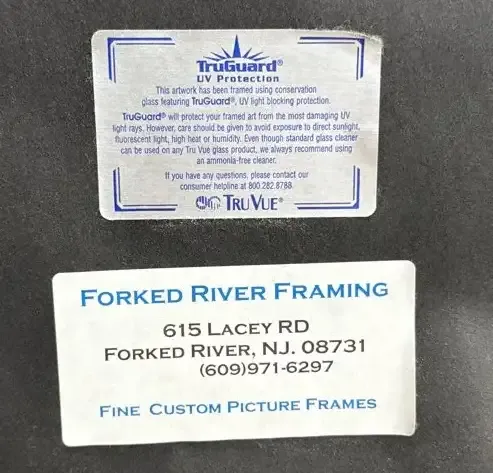 TruGuard®
UV Protection
This artwork has been framed using conservation
glass featuring TruGuard®, UV light blocking protection.
TruGuard® will protect your framed art from the most damaging UV
light rays. However, care should be given to avoid exposure to direct sunlight,
fluorescent light, high heat or humidity. Even though standard glass cleaner
can be used on any Tru Vue glass product, we always recommend using
an ammonia-free cleaner.
If you have any questions, please contact our
consumer helpline at 800.282.8788.
TRU VUE®
FORKED RIVER FRAMING
615 LACEY RD
FORKED RIVER, NJ. 08731
(609)971-6297
FINE CUSTOM PICTURE FRAMES